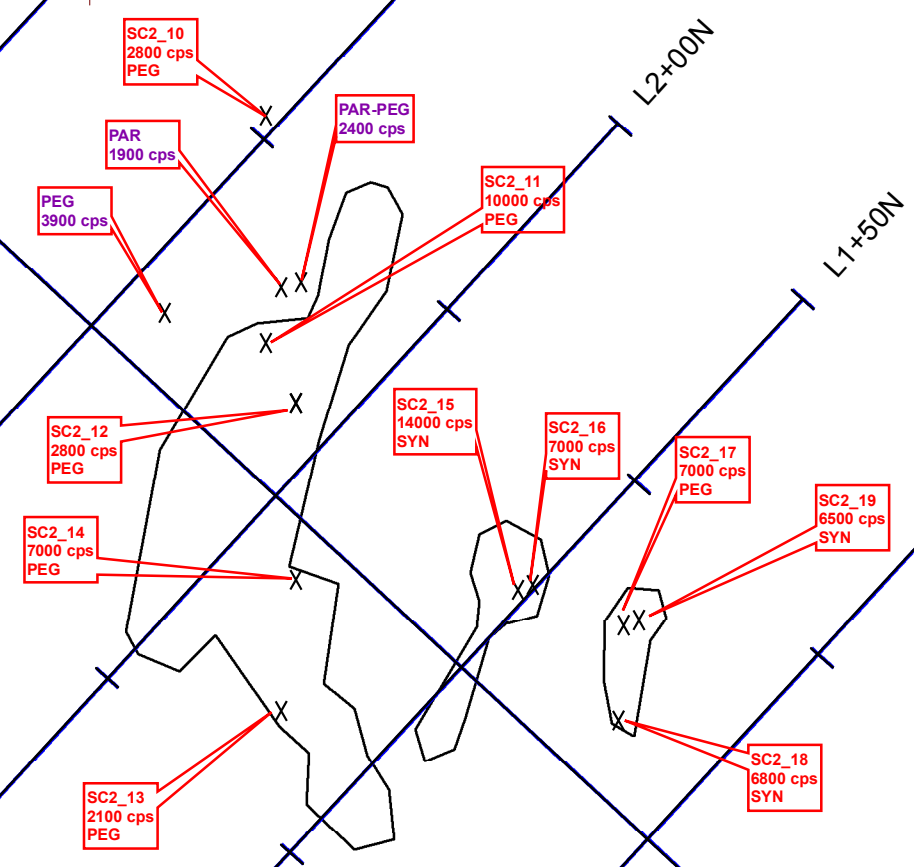 SC2_10
2800 cps
PEG
L2+00N
PAR-PEG
2400 cps
PAR
1900 cps
SC2_11
10000 cps
PEG
PEG
3900 cps
L1+50N
SC2_15
14000 cps
SYN
SC2_16
7000 cps
SYN
SC2_12
2800 cps
PEG
SC2_17
7000 cps
PEG
SC2_19
6500 cps
SYN
SC2_14
7000 cps
PEG
SC2_18
6800 cps
SYN
SC2_13
2100 cps
PEG